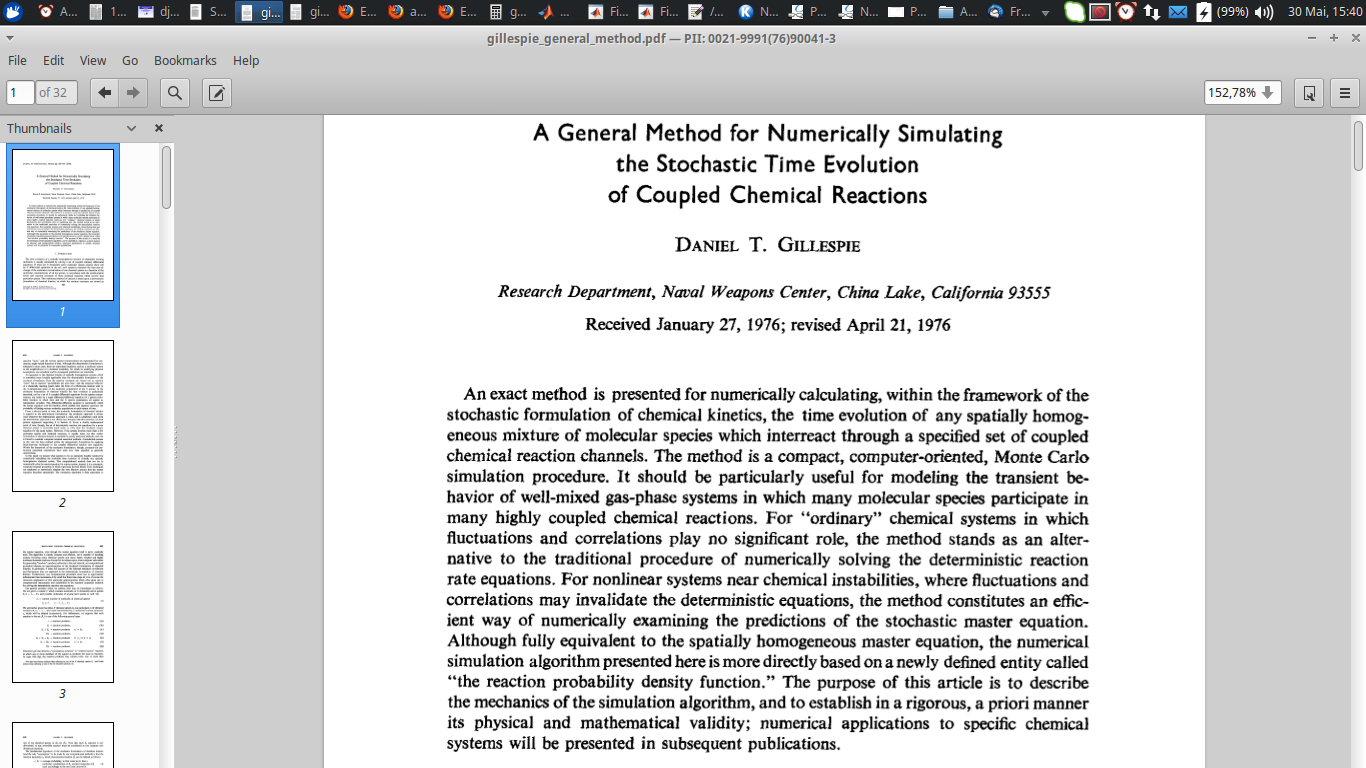 A... 1... dj... S... gi... gi... E... a... E... g... Fi... Fi... /... N... P... N... P... A... Fr... (99%) 30 Mai, 15:40
gillespie_general_method.pdf — PII: 0021-9991(76)90041-3
File Edit View Go Bookmarks Help
1 of 32 152,78%
Thumbnails
1
2
3
A General Method for Numerically Simulating
the Stochastic Time Evolution
of Coupled Chemical Reactions
DANIEL T. GILLESPIE
Research Department, Naval Weapons Center, China Lake, California 93555
Received January 27, 1976; revised April 21, 1976
An exact method is presented for numerically calculating, within the framework of the
stochastic formulation of chemical kinetics, the time evolution of any spatially homog-
eneous mixture of molecular species which interreact through a specified set of coupled
chemical reaction channels. The method is a compact, computer-oriented, Monte Carlo
simulation procedure. It should be particularly useful for modeling the transient be-
havior of well-mixed gas-phase systems in which many molecular species participate in
many highly coupled chemical reactions. For “ordinary” chemical systems in which
fluctuations and correlations play no significant role, the method stands as an alter-
native to the traditional procedure of numerically solving the deterministic reaction
rate equations. For nonlinear systems near chemical instabilities, where fluctuations and
correlations may invalidate the deterministic equations, the method constitutes an effic-
ient way of numerically examining the predictions of the stochastic master equation.
Although fully equivalent to the spatially homogeneous master equation, the numerical
simulation algorithm presented here is more directly based on a newly defined entity called
“the reaction probability density function.” The purpose of this article is to describe
the mechanics of the simulation algorithm, and to establish in a rigorous, a priori manner
its physical and mathematical validity; numerical applications to specific chemical
systems will be presented in subsequent publications.